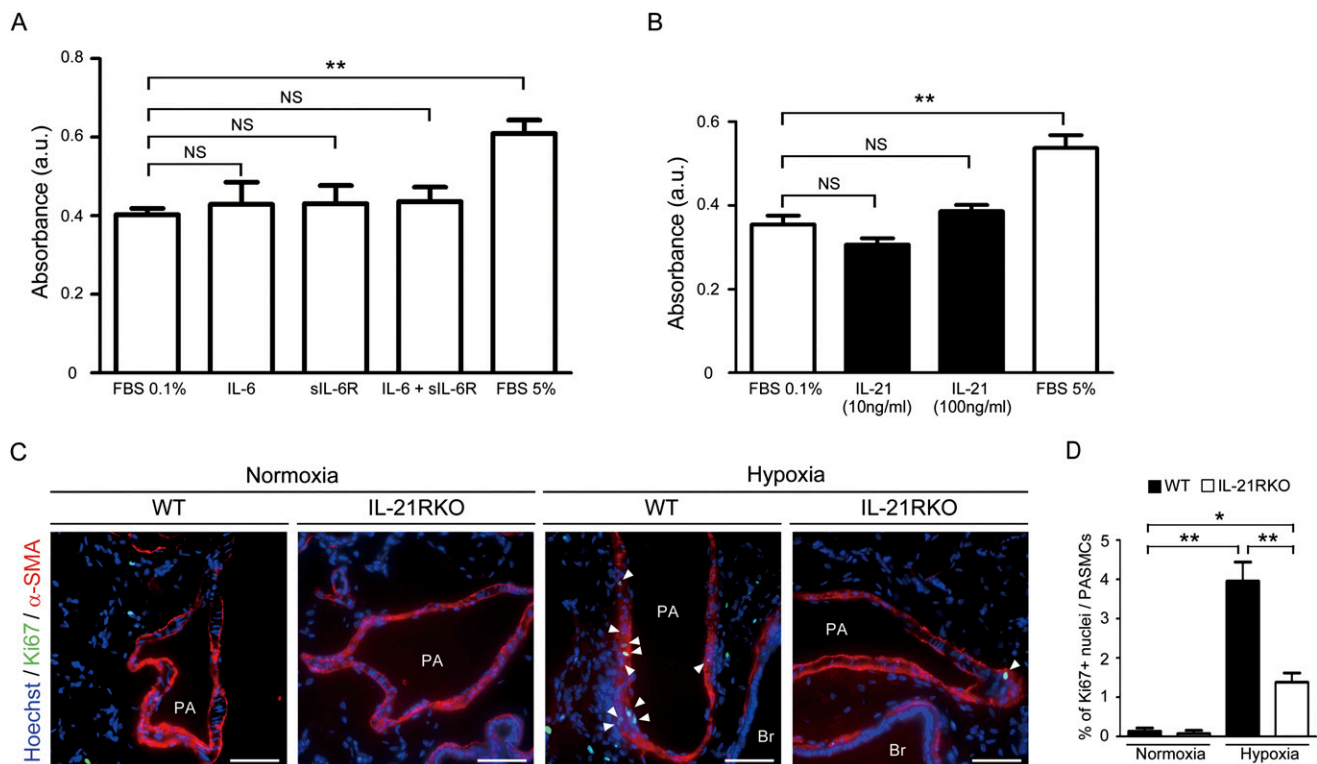 A
Absorbance (a.u.)
0.8
0.6
0.4
0.2
0
**
NS
NS
NS
FBS 0.1%
IL-6
sIL-6R
IL-6 + sIL-6R
FBS 5%
B
Absorbance (a.u.)
0.6
0.4
0.2
0
**
NS
NS
FBS 0.1%
IL-21
(10ng/ml)
IL-21
(100ng/ml)
FBS 5%
C
Normoxia
Hypoxia
WT
IL-21RKO
WT
IL-21RKO
Hoechst / Ki67 / α-SMA
PA
PA
PA
Br
PA
Br
D
WT
IL-21RKO
% of Ki67+ nuclei / PASMCs
5
4
3
2
1
0
*
**
**
Normoxia
Hypoxia